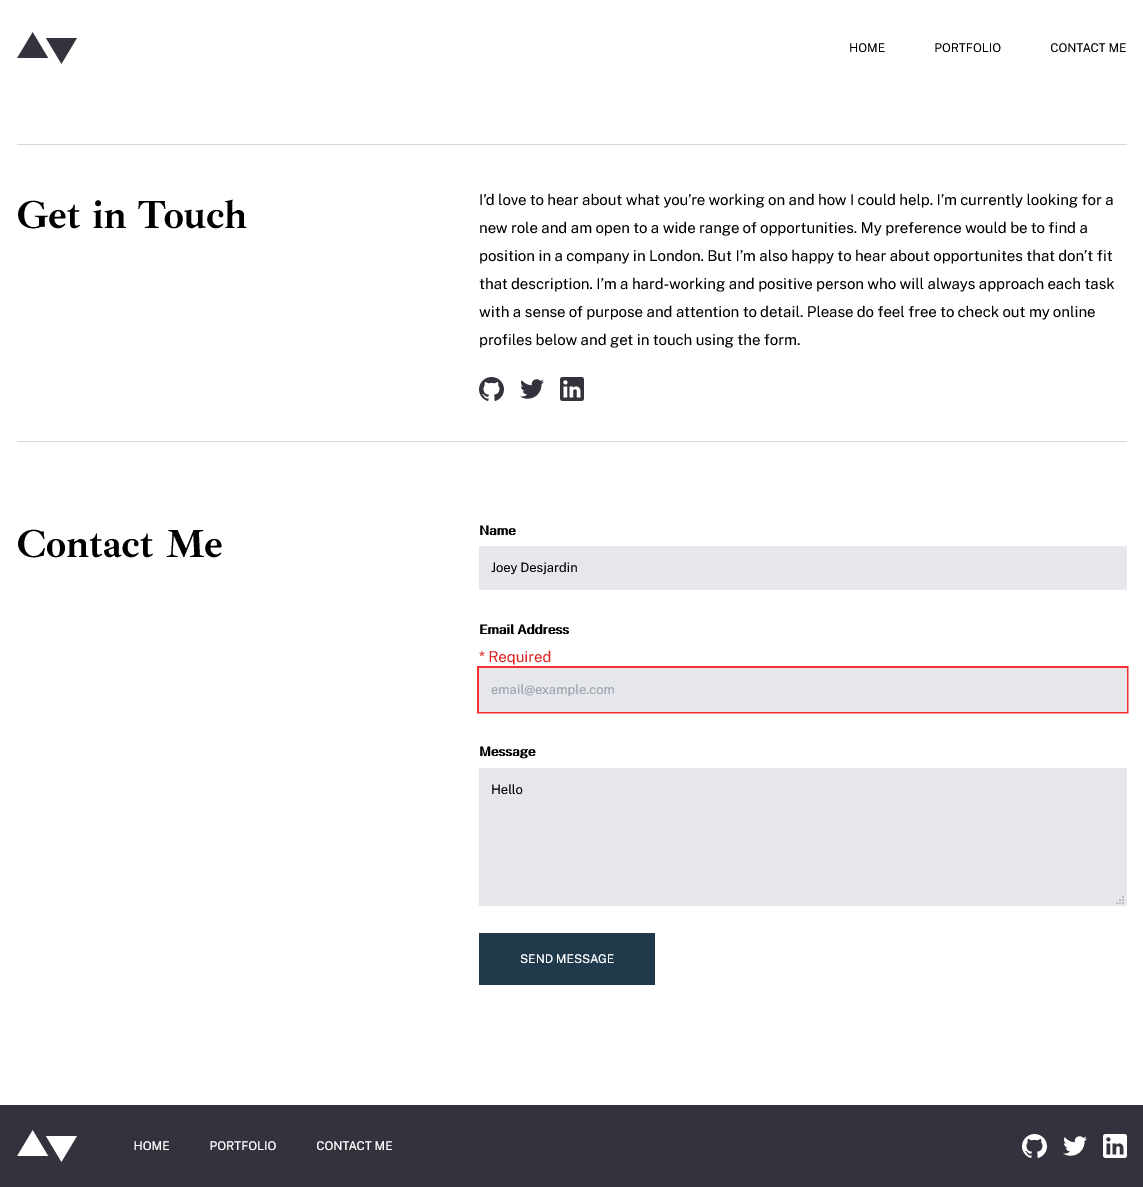 HOME
PORTFOLIO
CONTACT ME
Get in Touch
I’d love to hear about what you’re working on and how I could help. I’m currently looking for a
new role and am open to a wide range of opportunities. My preference would be to find a
position in a company in London. But I’m also happy to hear about opportunites that don’t fit
that description. I’m a hard-working and positive person who will always approach each task
with a sense of purpose and attention to detail. Please do feel free to check out my online
profiles below and get in touch using the form.
Contact Me
Name
Joey Desjardin
Email Address
* Required
email@example.com
Message
Hello
SEND MESSAGE
HOME
PORTFOLIO
CONTACT ME